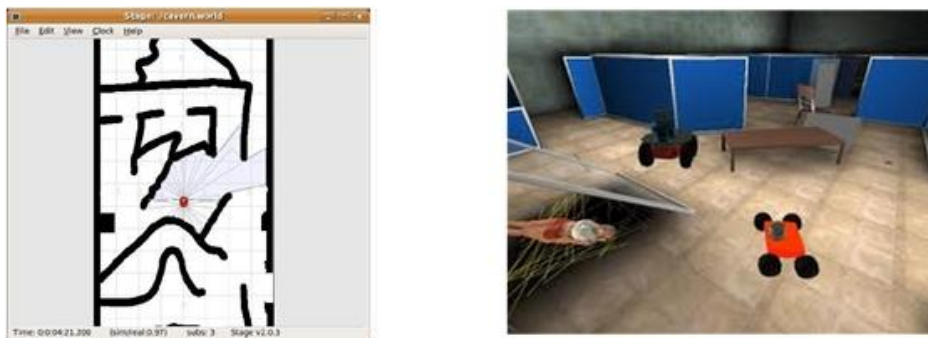 Stage: ./cavern.world
File Edit View Clock Help
Time: 0:0:04:21.200 (sim/real:0.97) subs: 3 Stage v2.0.3